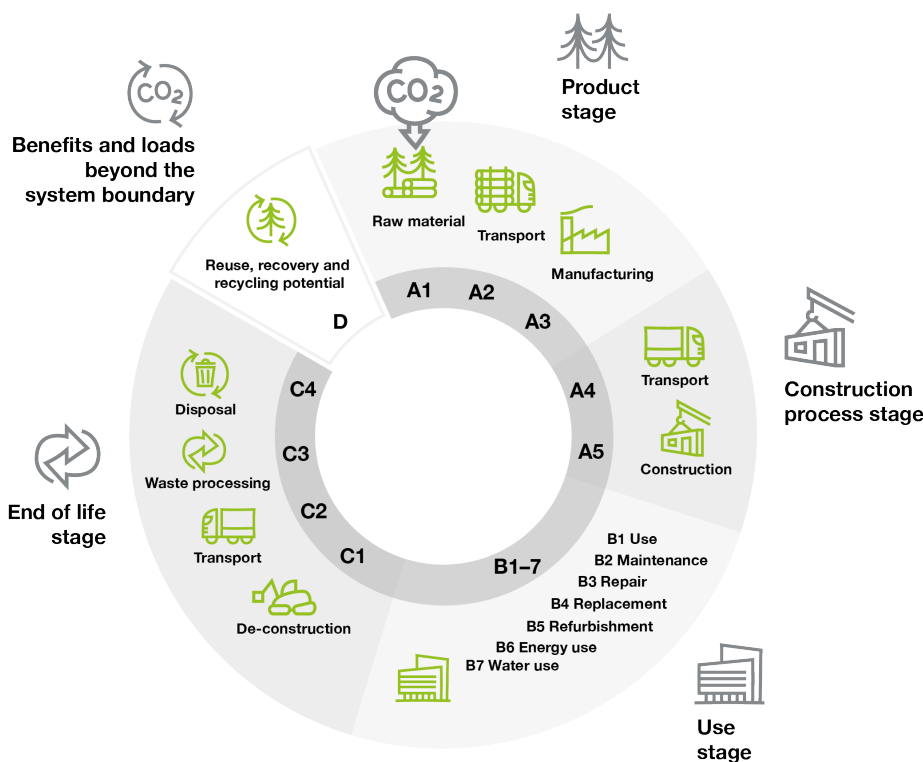 CO2
Product
stage
CO2
Benefits and loads
beyond the
system boundary
Raw material
Transport
Manufacturing
Reuse, recovery and
recycling potential
A1
A2
A3
D
Transport
Construction
process stage
A4
A5
Construction
C4
Disposal
C3
Waste processing
End of life
stage
C2
Transport
C1
De-construction
B1–7
B1 Use
B2 Maintenance
B3 Repair
B4 Replacement
B5 Refurbishment
B6 Energy use
B7 Water use
Use
stage